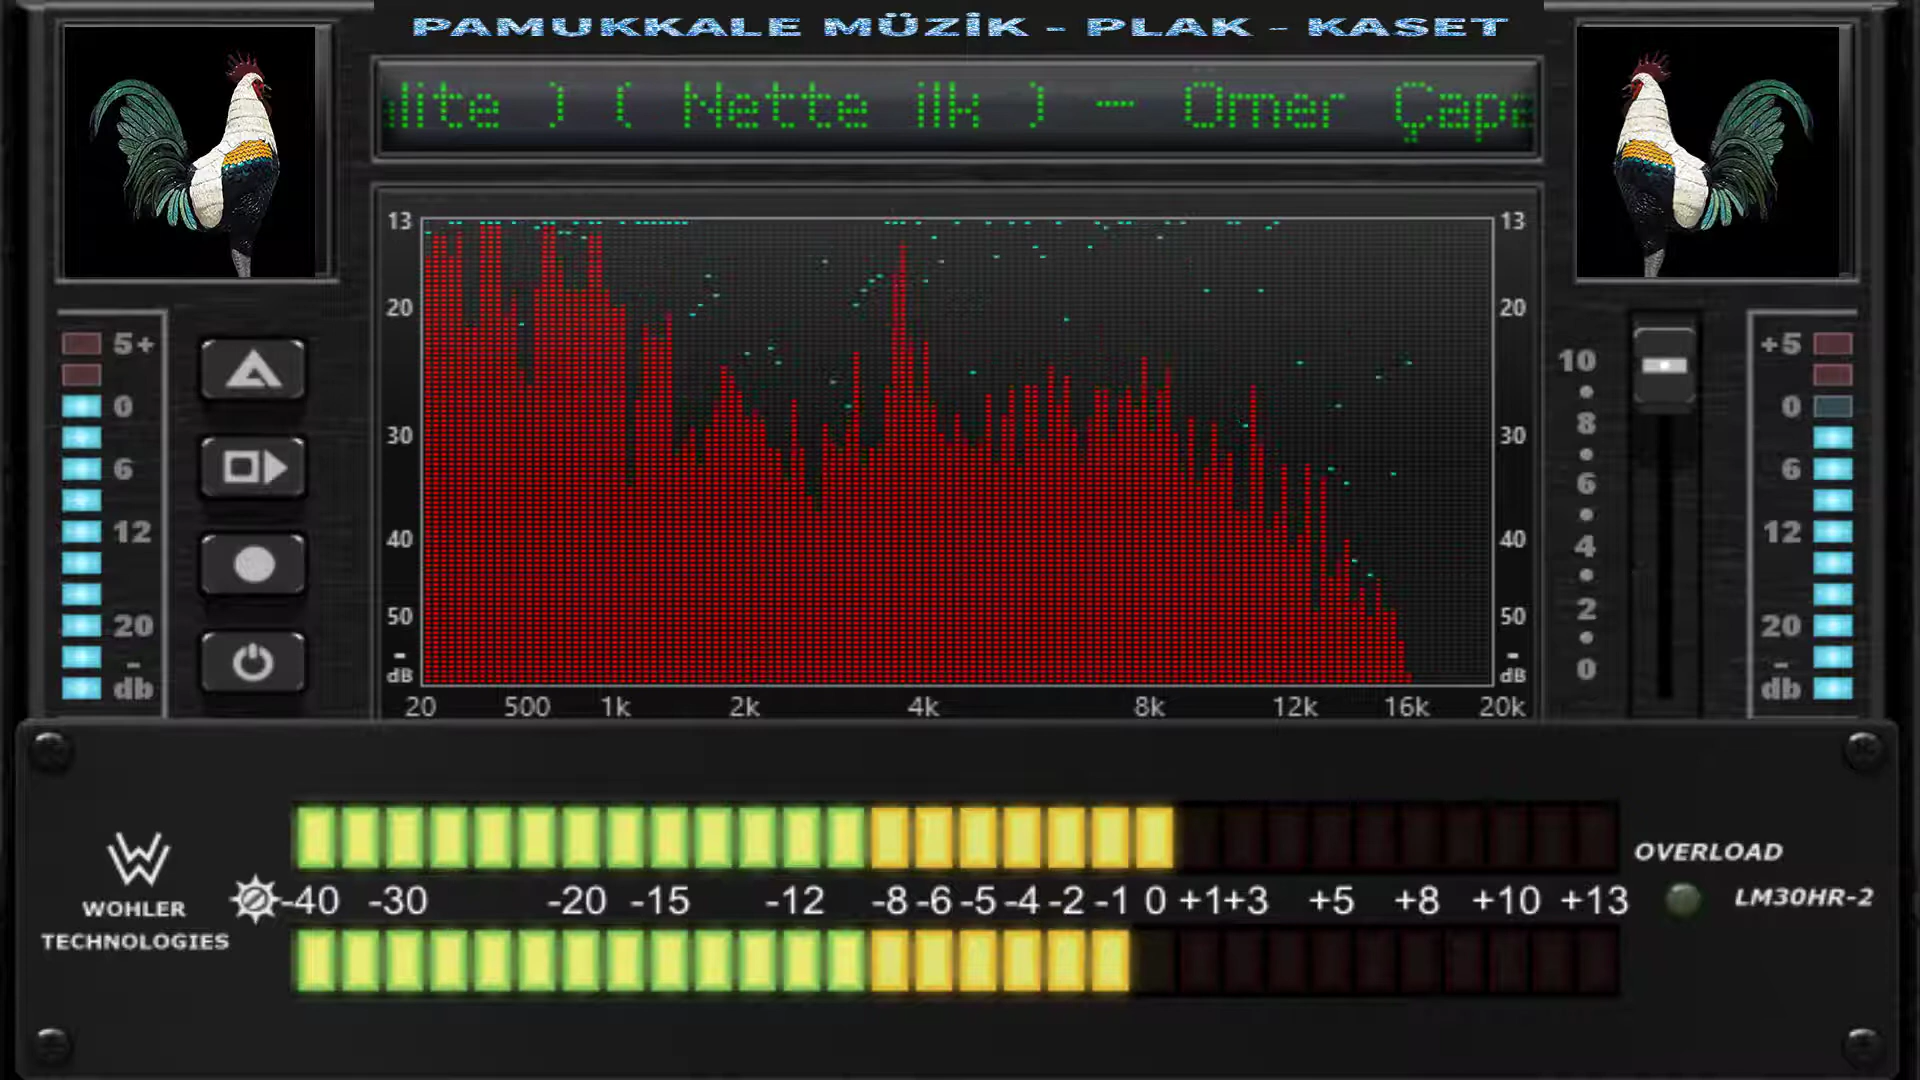 PAMUKKALE MÜZİK - PLAK - KASET
lite ) ( Nette ilk ) - Omer Çapa
13 13
20 20
30 30
40 40
50 50
- -
dB dB
20 500 1k 2k 4k 8k 12k 16k 20k
5+
0
6
12
20
-
db
10
8
6
4
2
0
+5
0
6
12
20
-
db
OVERLOAD
-40 -30 -20 -15 -12 -8 -6 -5 -4 -2 -1 0 +1 +3 +5 +8 +10 +13
LM30HR-2
W
WOHLER
TECHNOLOGIES